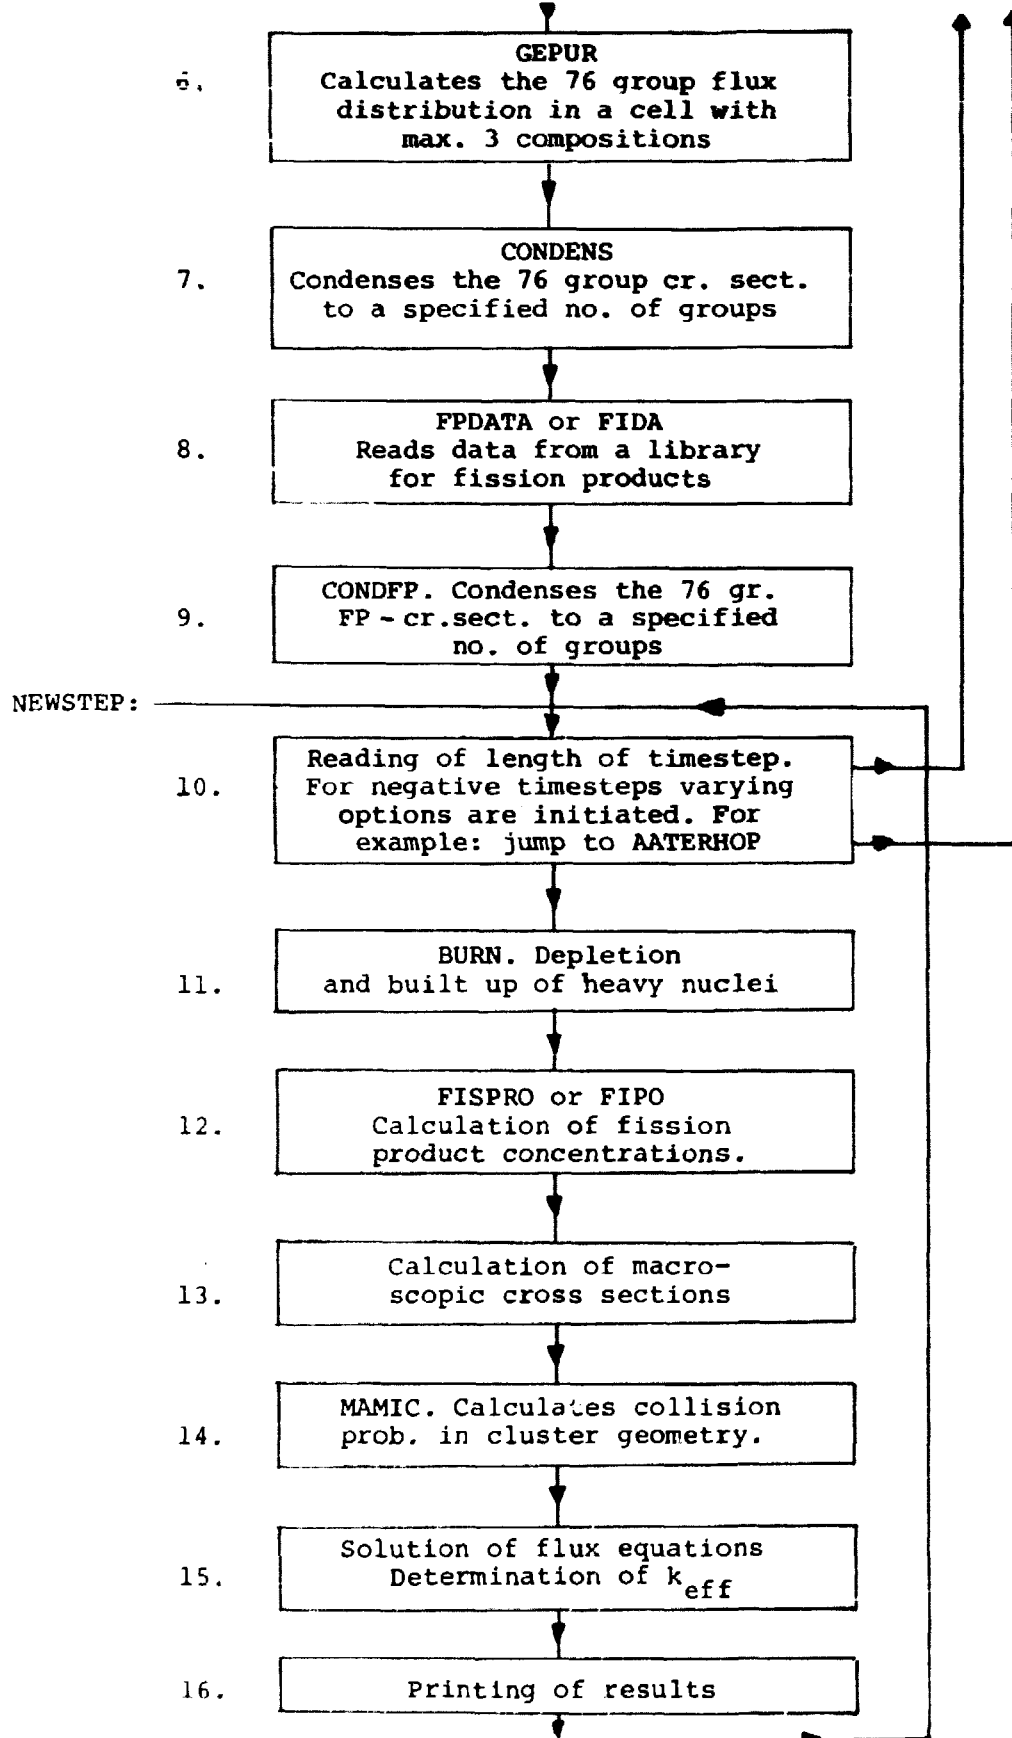 GEPUR
Calculates the 76 group flux
distribution in a cell with
max. 3 compositions
7.
CONDENS
Condenses the 76 group cr. sect.
to a specified no. of groups
8.
FPDATA or FIDA
Reads data from a library
for fission products
9.
CONDFP. Condenses the 76 gr.
FP - cr.sect. to a specified
no. of groups
NEWSTEP:
10.
Reading of length of timestep.
For negative timesteps varying
options are initiated. For
example: jump to AATERHOP
11.
BURN. Depletion
and built up of heavy nuclei
12.
FISPRO or FIPO
Calculation of fission
product concentrations.
13.
Calculation of macro-
scopic cross sections
14.
MAMIC. Calculates collision
prob. in cluster geometry.
15.
Solution of flux equations
Determination of keff
16.
Printing of results